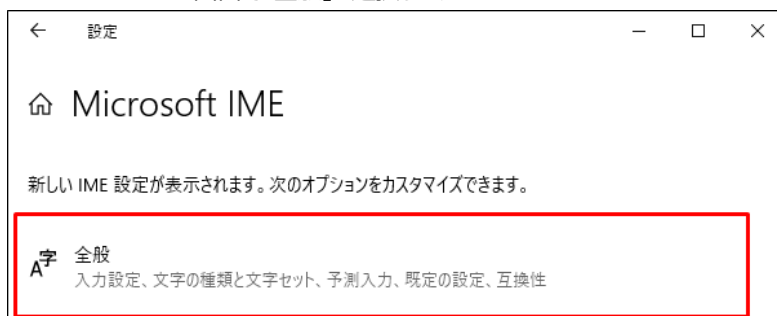 設定
Microsoft IME
新しい IME 設定が表示されます。次のオプションをカスタマイズできます。
全般
入力設定、文字の種類と文字セット、予測入力、既定の設定、互換性